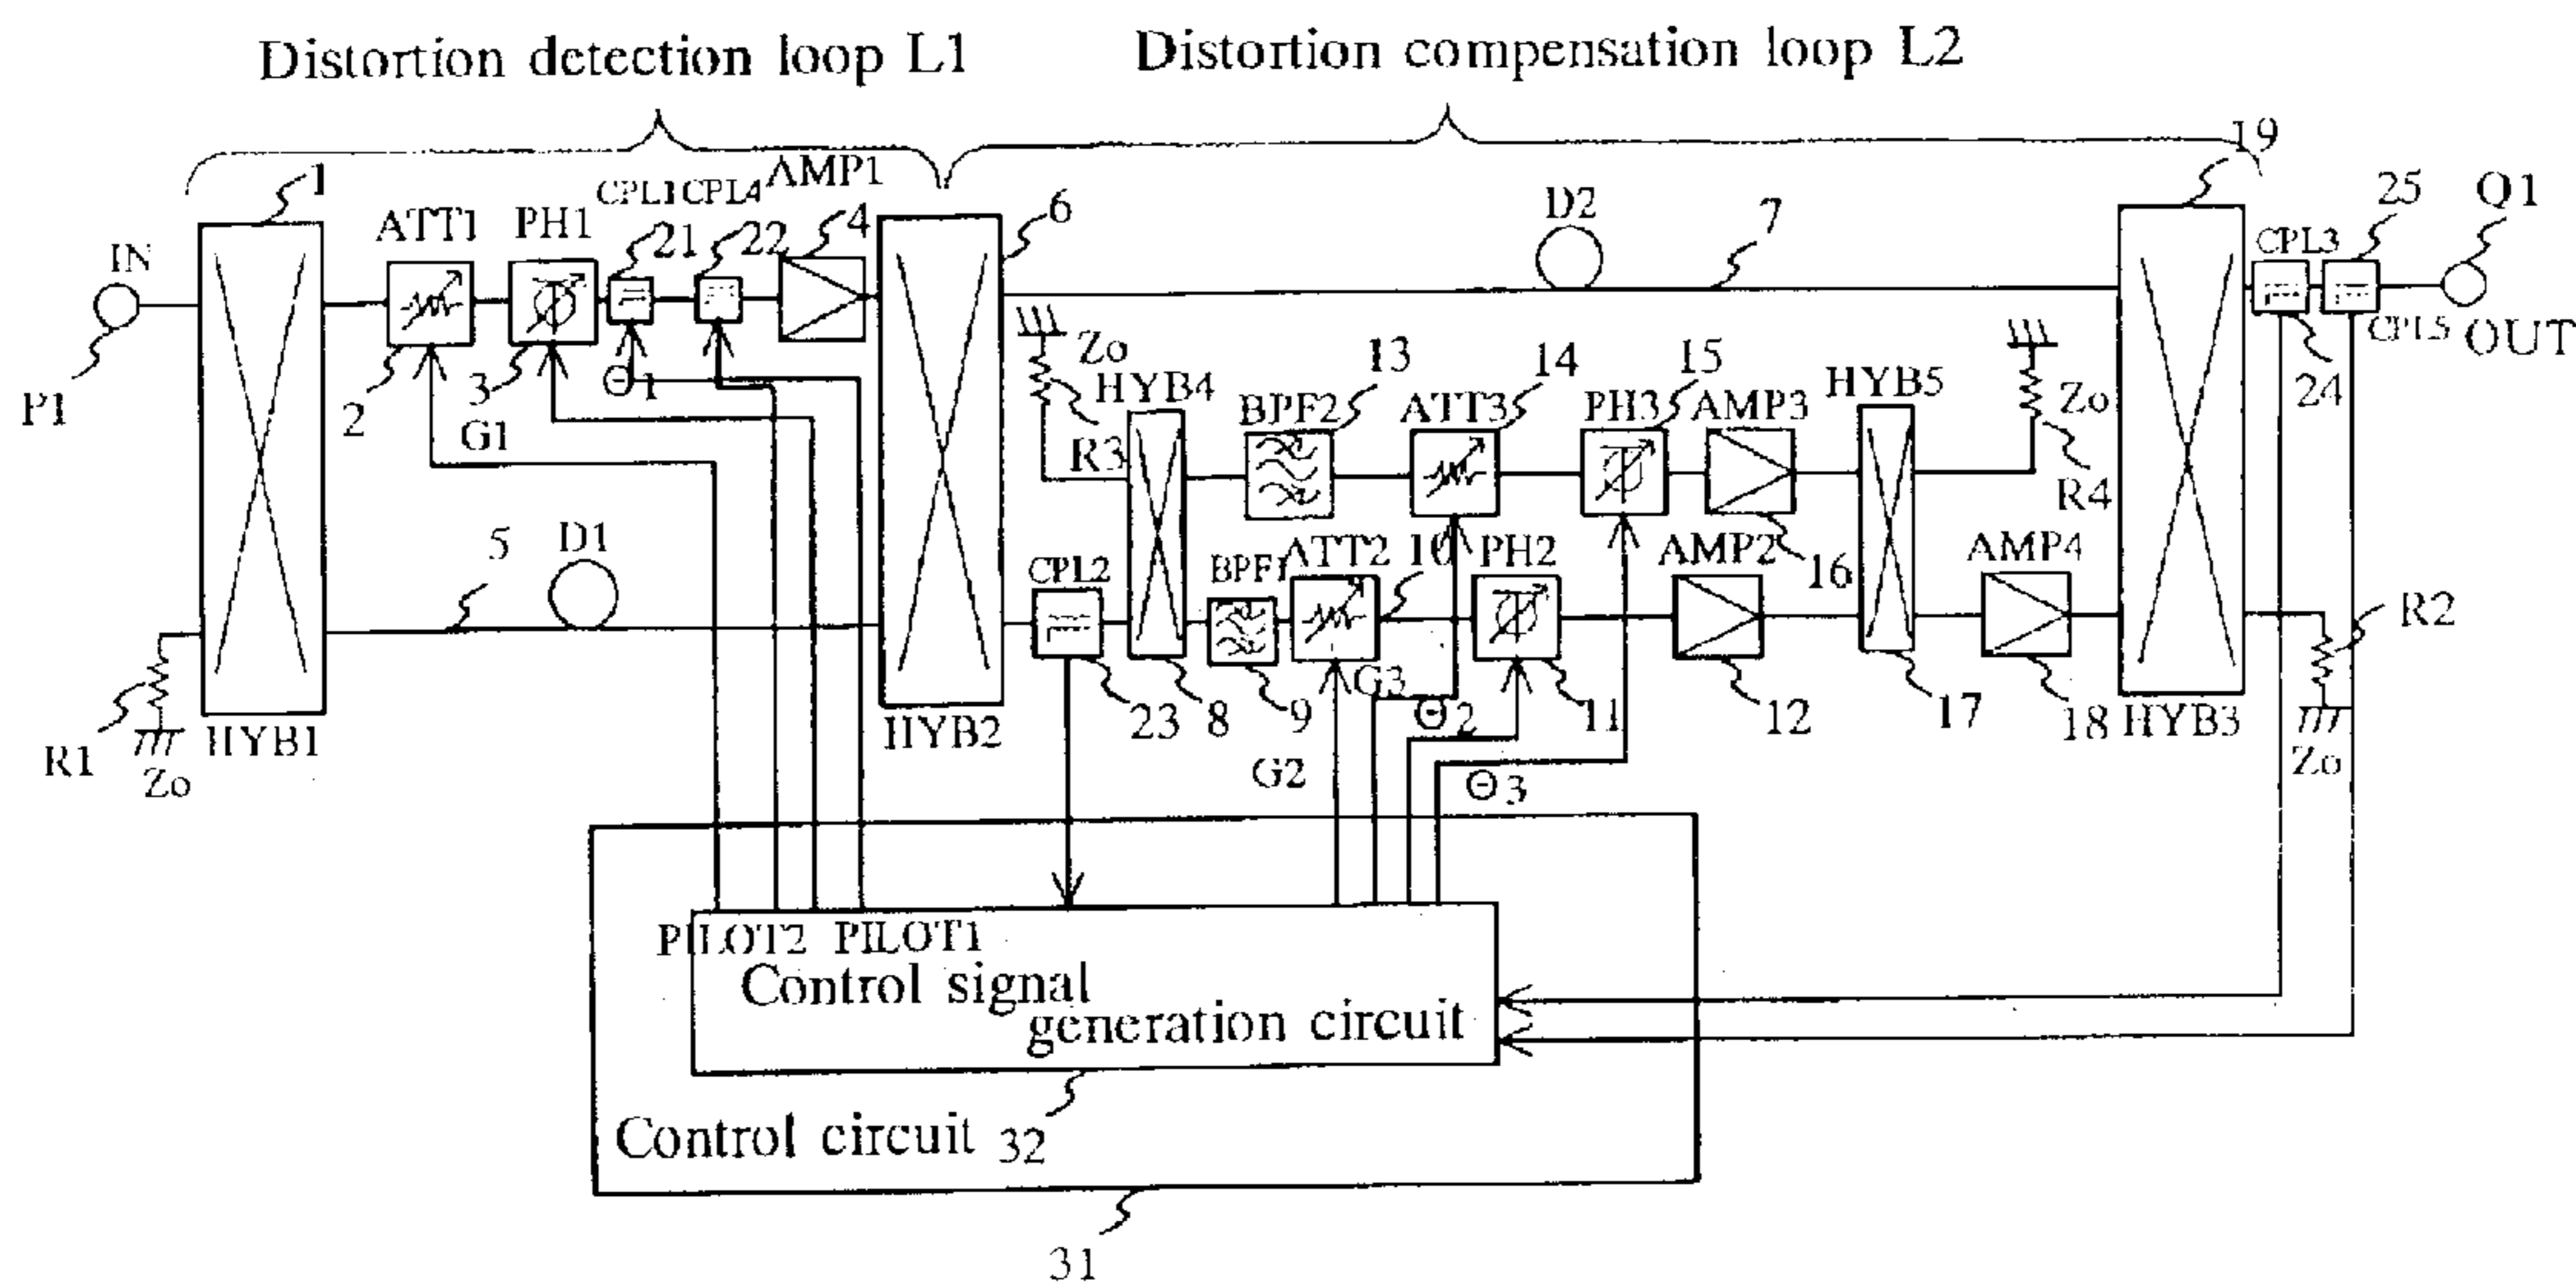 Distortion detection loop L1
Distortion compensation loop L2
1
AMP1
19
CPL1 CPL4
ATT1
PH1
21
22
4
6
D2
7
25
Q1
IN
CPL3
CPL5
OUT
P1
2
3
Θ1
G1
Zo
HYB4
R3
13
14
15
HYB5
Zo
24
BPF2
ATT3
PH3
AMP3
R4
5
D1
CPL2
BPF1
ATT2
10
PH2
AMP2
16
AMP4
R2
R1
Zo
HYB1
HYB2
23
8
9
G3
Θ2
11
12
17
18
HYB3
Zo
G2
Θ3
PILOT2 PILOT1
Control signal
generation circuit
Control circuit
32
31